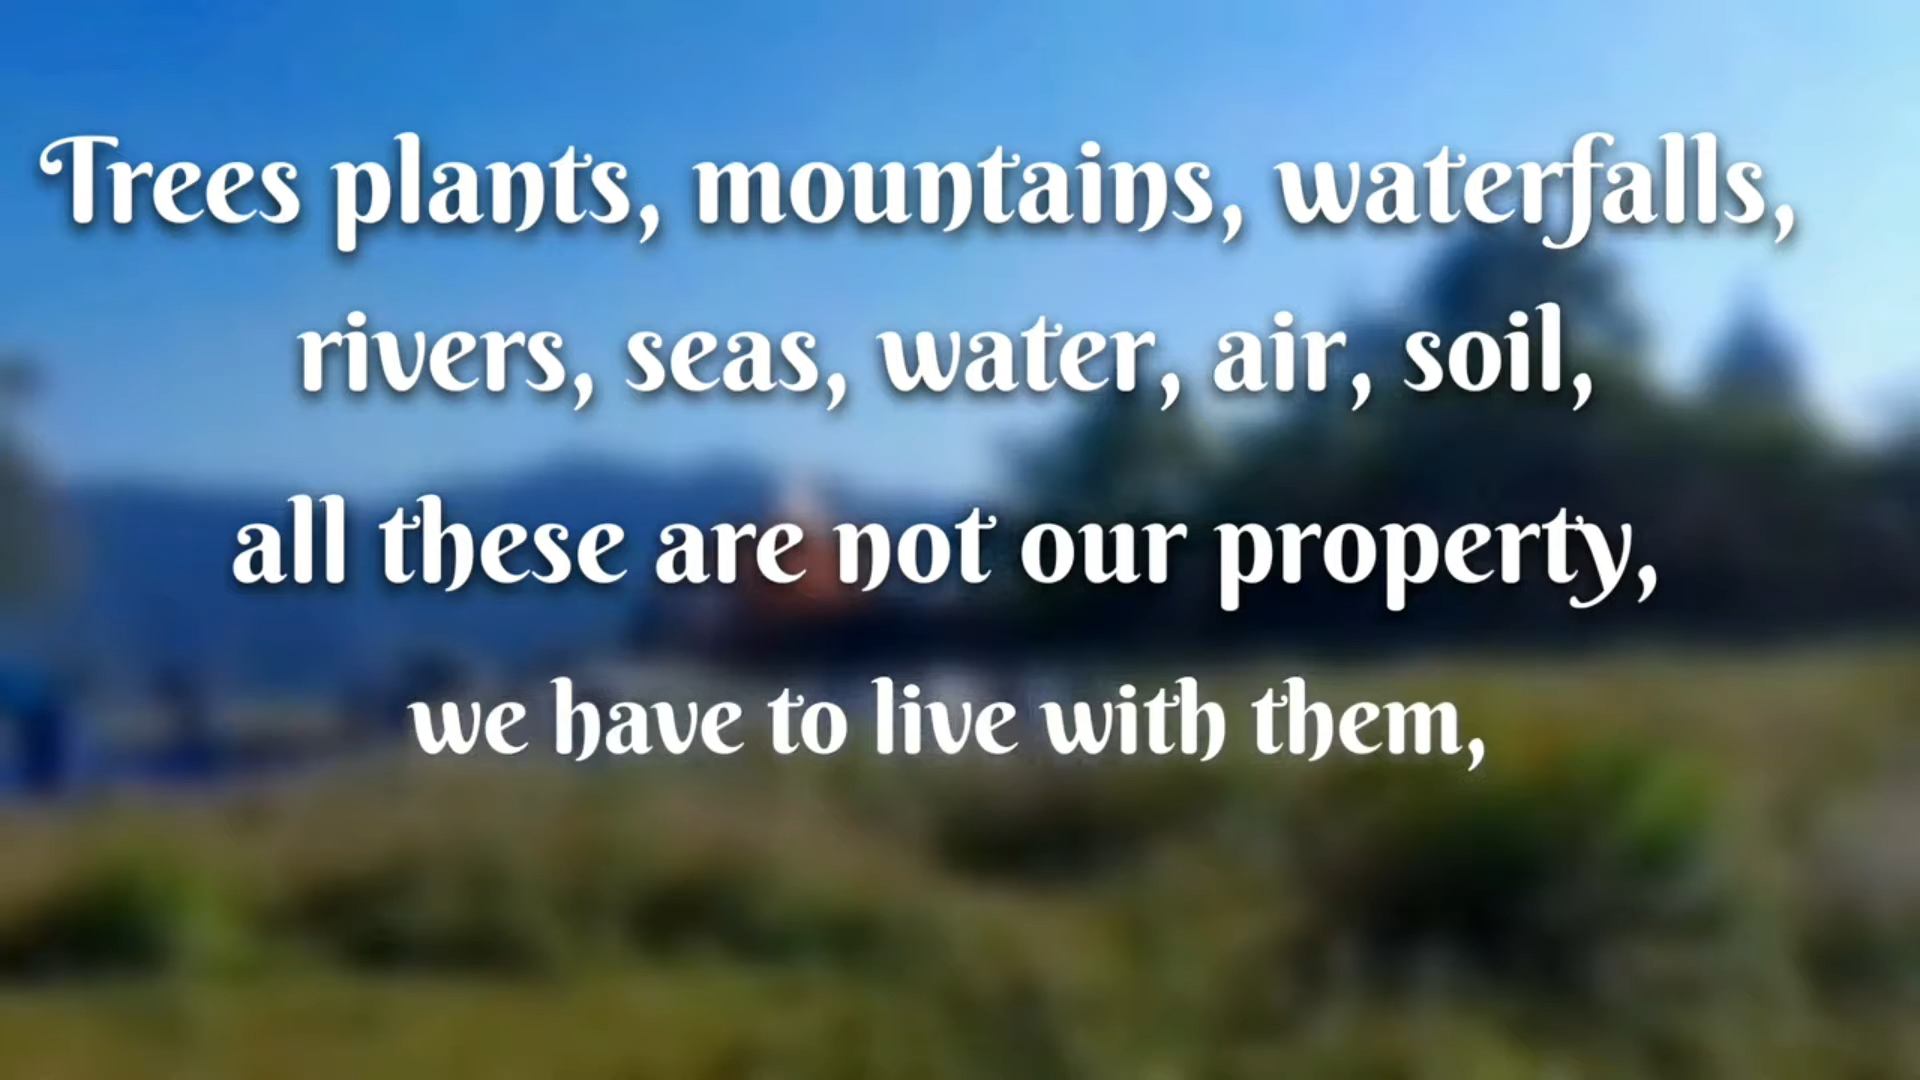 Trees plants, mountains, waterfalls,
rivers, seas, water, air, soil,
all these are not our property,
we have to live with them,